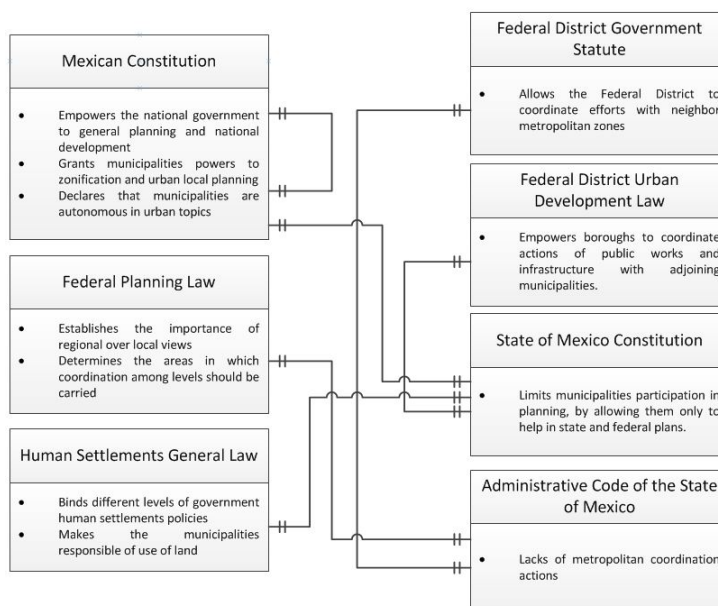 Mexican Constitution
Empowers the national government
to general planning and national
development
Grants municipalities powers to
zonification and urban local planning
Declares that municipalities are
autonomous in urban topics
Federal Planning Law
Establishes the importance of
regional over local views
Determines the areas in which
coordination among levels should be
carried
Human Settlements General Law
Binds different levels of government
human settlements policies
Makes the municipalities
responsible of use of land
Federal District Government
Statute
Allows the Federal District to
coordinate efforts with neighbor
metropolitan zones
Federal District Urban
Development Law
Empowers boroughs to coordinate
actions of public works and
infrastructure with adjoining
municipalities.
State of Mexico Constitution
Limits municipalities participation in
planning, by allowing them only to
help in state and federal plans.
Administrative Code of the State
of Mexico
Lacks of metropolitan coordination
actions